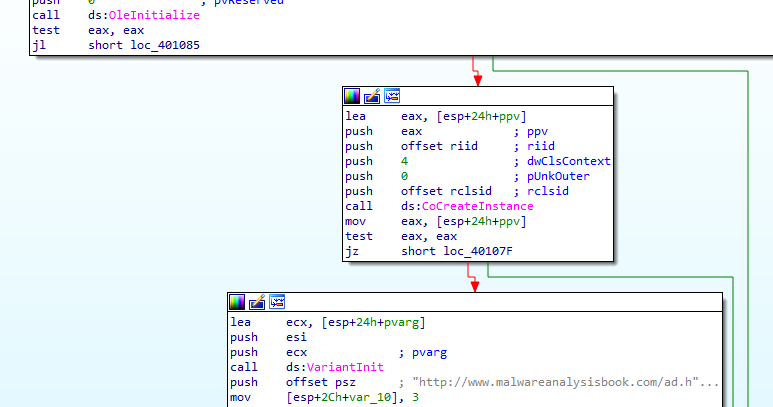 push 0 ; pvReserved
call ds:OleInitialize
test eax, eax
jl short loc_401085
lea eax, [esp+24h+ppv]
push eax ; ppv
push offset riid ; riid
push 4 ; dwClsContext
push 0 ; pUnkOuter
push offset rclsid ; rclsid
call ds:CoCreateInstance
mov eax, [esp+24h+ppv]
test eax, eax
jz short loc_40107F
lea ecx, [esp+24h+pvarg]
push esi
push ecx ; pvarg
call ds:VariantInit
push offset psz ; "http://www.malwareanalysisbook.com/ad.h"...
mov [esp+2Ch+var_10], 3